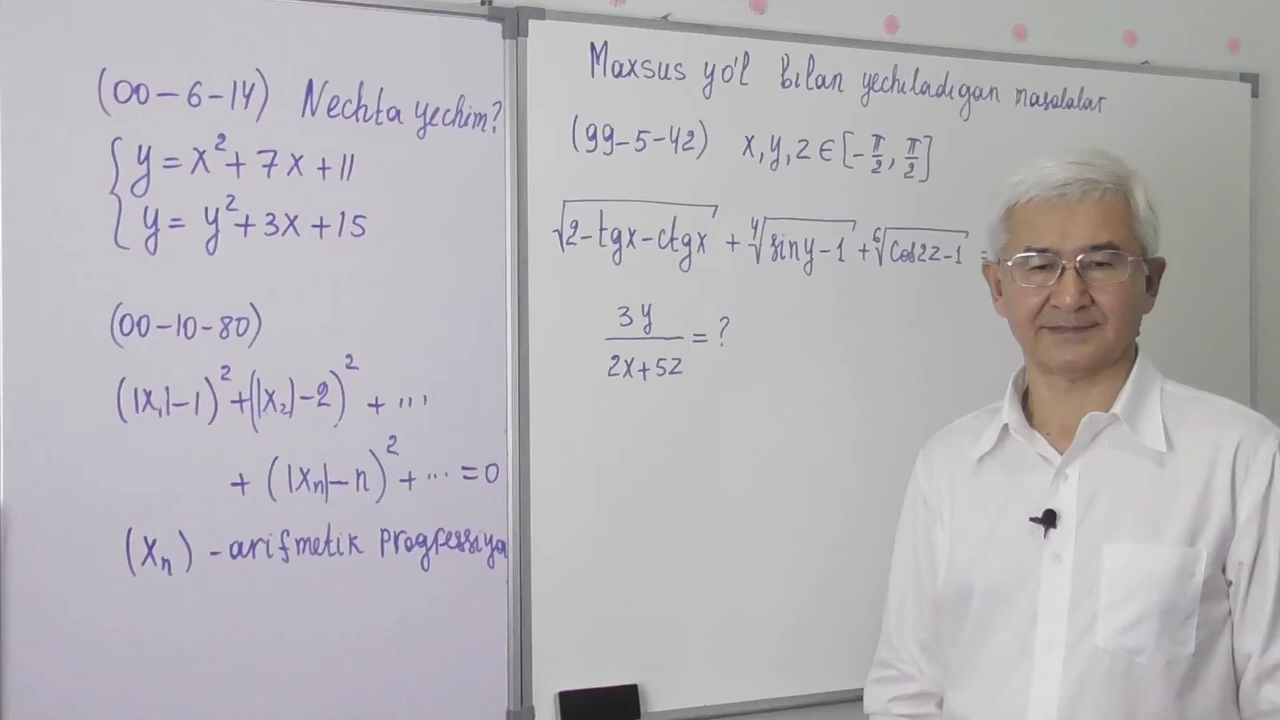 (00-6-14) Nechta yechim?
{ y = x² + 7x + 11
{ y = y² + 3x + 15
(00-10-80)
(|x₁|-1)² + (|x₂|-2)² + ...
+ (|xₙ|-n)² + ... = 0
(xₙ) - arifmetik progressiya
Maxsus yo'l bilan yechiladigan masalalar
(99-5-42) x, y, z ∈ [-π/2, π/2]
√(2-tgx-ctgx) + ⁴√(siny-1) + ⁶√(cos2z-1) =
3y/(2x+5z) = ?